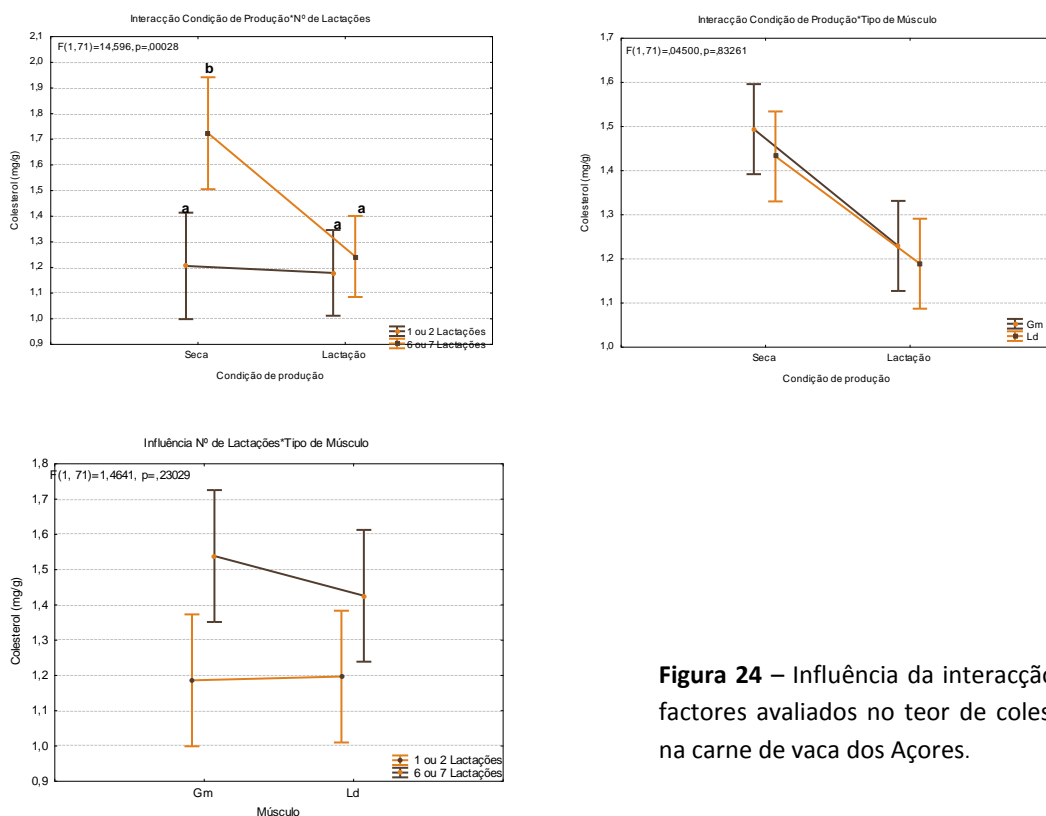 Interacção Condição de Produção*Nº de Lactações
F(1,71)=14,596, p=,00028
2,1
2,0
1,9
1,8
1,7
1,6
1,5
1,4
1,3
1,2
1,1
1,0
0,9
Colesterol (mg/g)
b
a
a
a
Seca
Lactação
Condição de produção
1 ou 2 Lactações
6 ou 7 Lactações
Interacção Condição de Produção*Tipo de Músculo
F(1,71)=,04500, p=,83261
1,7
1,6
1,5
1,4
1,3
1,2
1,1
1,0
Colesterol (mg/g)
Seca
Lactação
Condição de produção
Gm
Ld
Influência Nº de Lactações*Tipo de Músculo
F(1, 71)=1,4641, p=,23029
1,8
1,7
1,6
1,5
1,4
1,3
1,2
1,1
1,0
0,9
Colesterol (mg/g)
Gm
Ld
Músculo
1 ou 2 Lactações
6 ou 7 Lactações
Figura 24 – Influência da interacção
factores avaliados no teor de coles
na carne de vaca dos Açores.